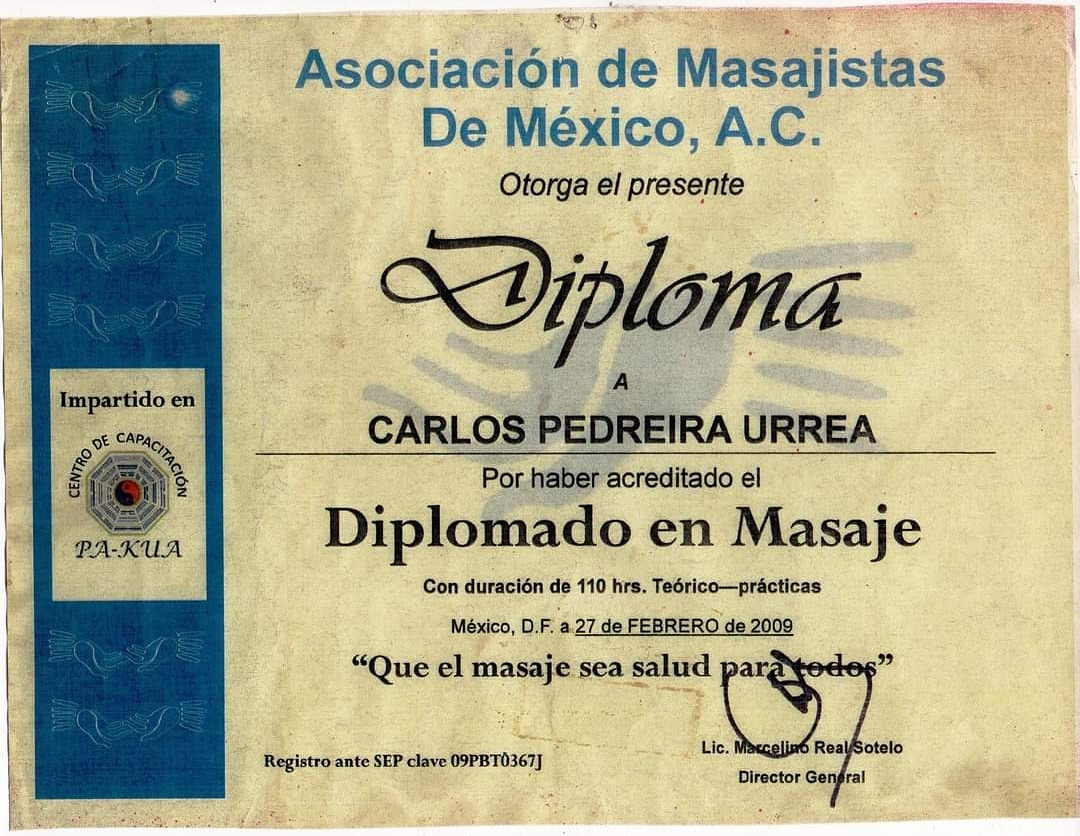 Asociación de Masajistas
De México, A.C.
Otorga el presente
Diploma
A
CARLOS PEDREIRA URREA
Por haber acreditado el
Diplomado en Masaje
Con duración de 110 hrs. Teórico—prácticas
México, D.F. a 27 de FEBRERO de 2009
“Que el masaje sea salud para todos”
Lic. Marcelino Real Sotelo
Director General
Registro ante SEP clave 09PBT0367J
Impartido en
CENTRO DE CAPACITACIÓN
PA-KUA